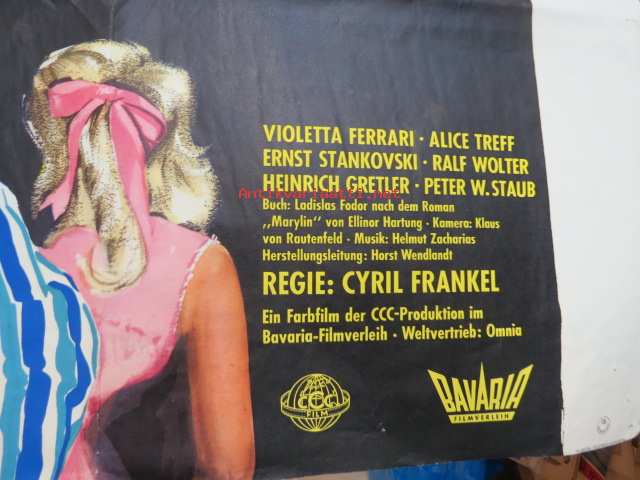 VIOLETTA FERRARI · ALICE TREFF
ERNST STANKOVSKI · RALF WOLTER
HEINRICH GRETLER · PETER W. STAUB
Antikvariaatti.net
Buch: Ladislas Fodor nach dem Roman
„Marylin" von Ellinor Hartung · Kamera: Klaus
von Rautenfeld · Musik: Helmut Zacharias
Herstellungsleitung: Horst Wendlandt
REGIE: CYRIL FRANKEL
Ein Farbfilm der CCC-Produktion im
Bavaria-Filmverleih · Weltvertrieb: Omnia
CCC
FILM
BAVARIA
FILMVERLEIH